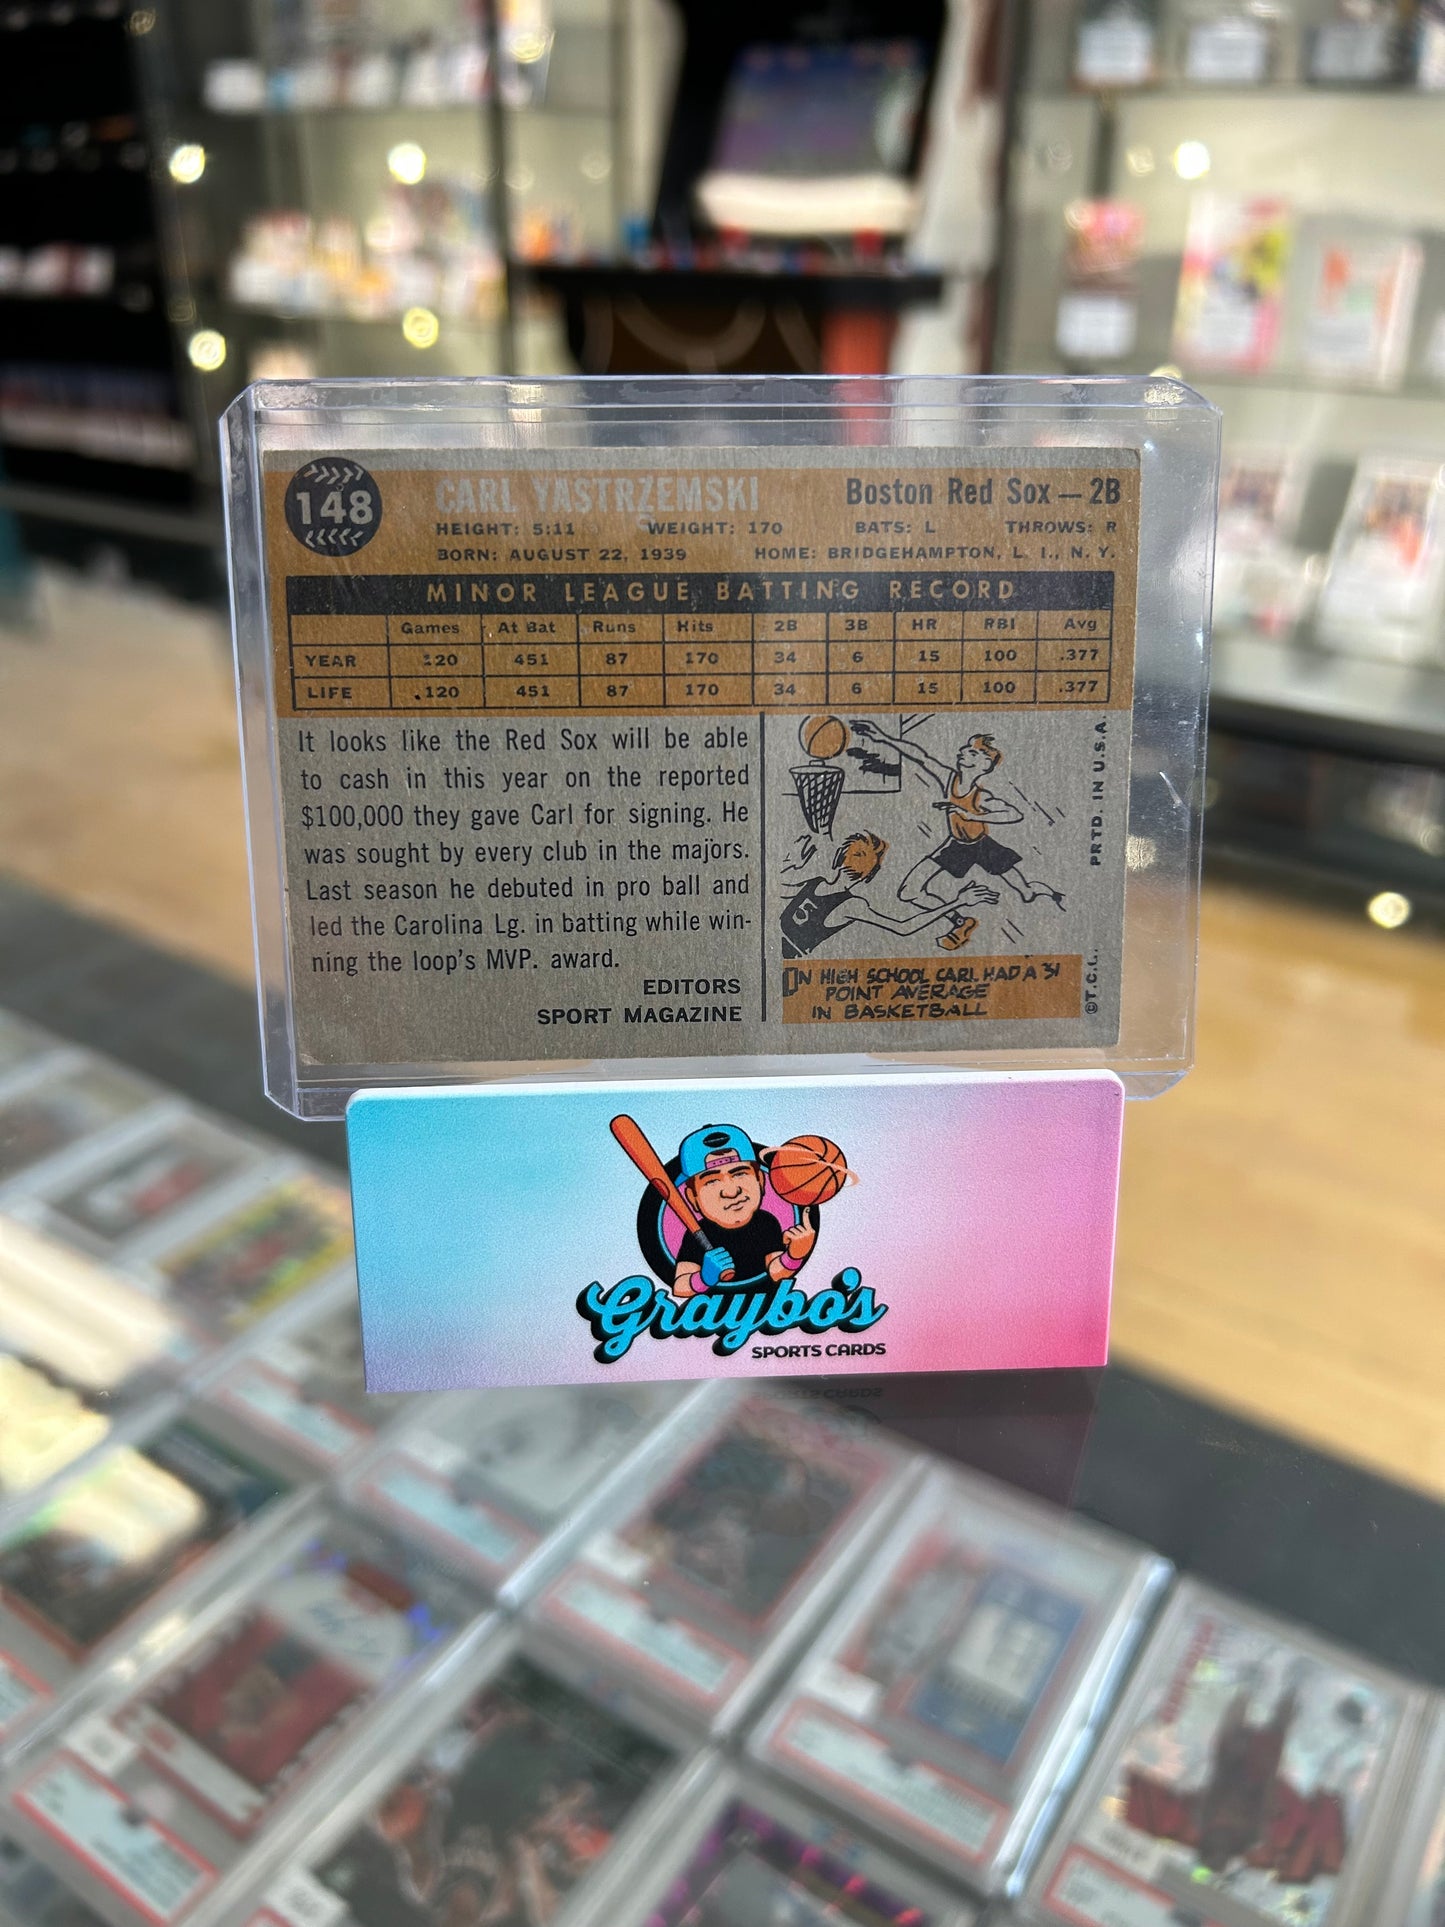 148
CARL YASTRZEMSKI Boston Red Sox — 2B
HEIGHT: 5:11 WEIGHT: 170 BATS: L THROWS: R
BORN: AUGUST 22, 1939 HOME: BRIDGEHAMPTON, L. I., N. Y.
MINOR LEAGUE BATTING RECORD
Games At Bat Runs Hits 2B 3B HR RBI Avg
YEAR 120 451 87 170 34 6 15 100 .377
LIFE 120 451 87 170 34 6 15 100 .377
It looks like the Red Sox will be able
to cash in this year on the reported
$100,000 they gave Carl for signing. He
was sought by every club in the majors.
Last season he debuted in pro ball and
led the Carolina Lg. in batting while win-
ning the loop's MVP. award.
EDITORS
SPORT MAGAZINE
5
IN HIGH SCHOOL CARL HAD A 31
POINT AVERAGE
IN BASKETBALL
©T.C.G. PRTD. IN U.S.A.
Graybo's
SPORTS CARDS